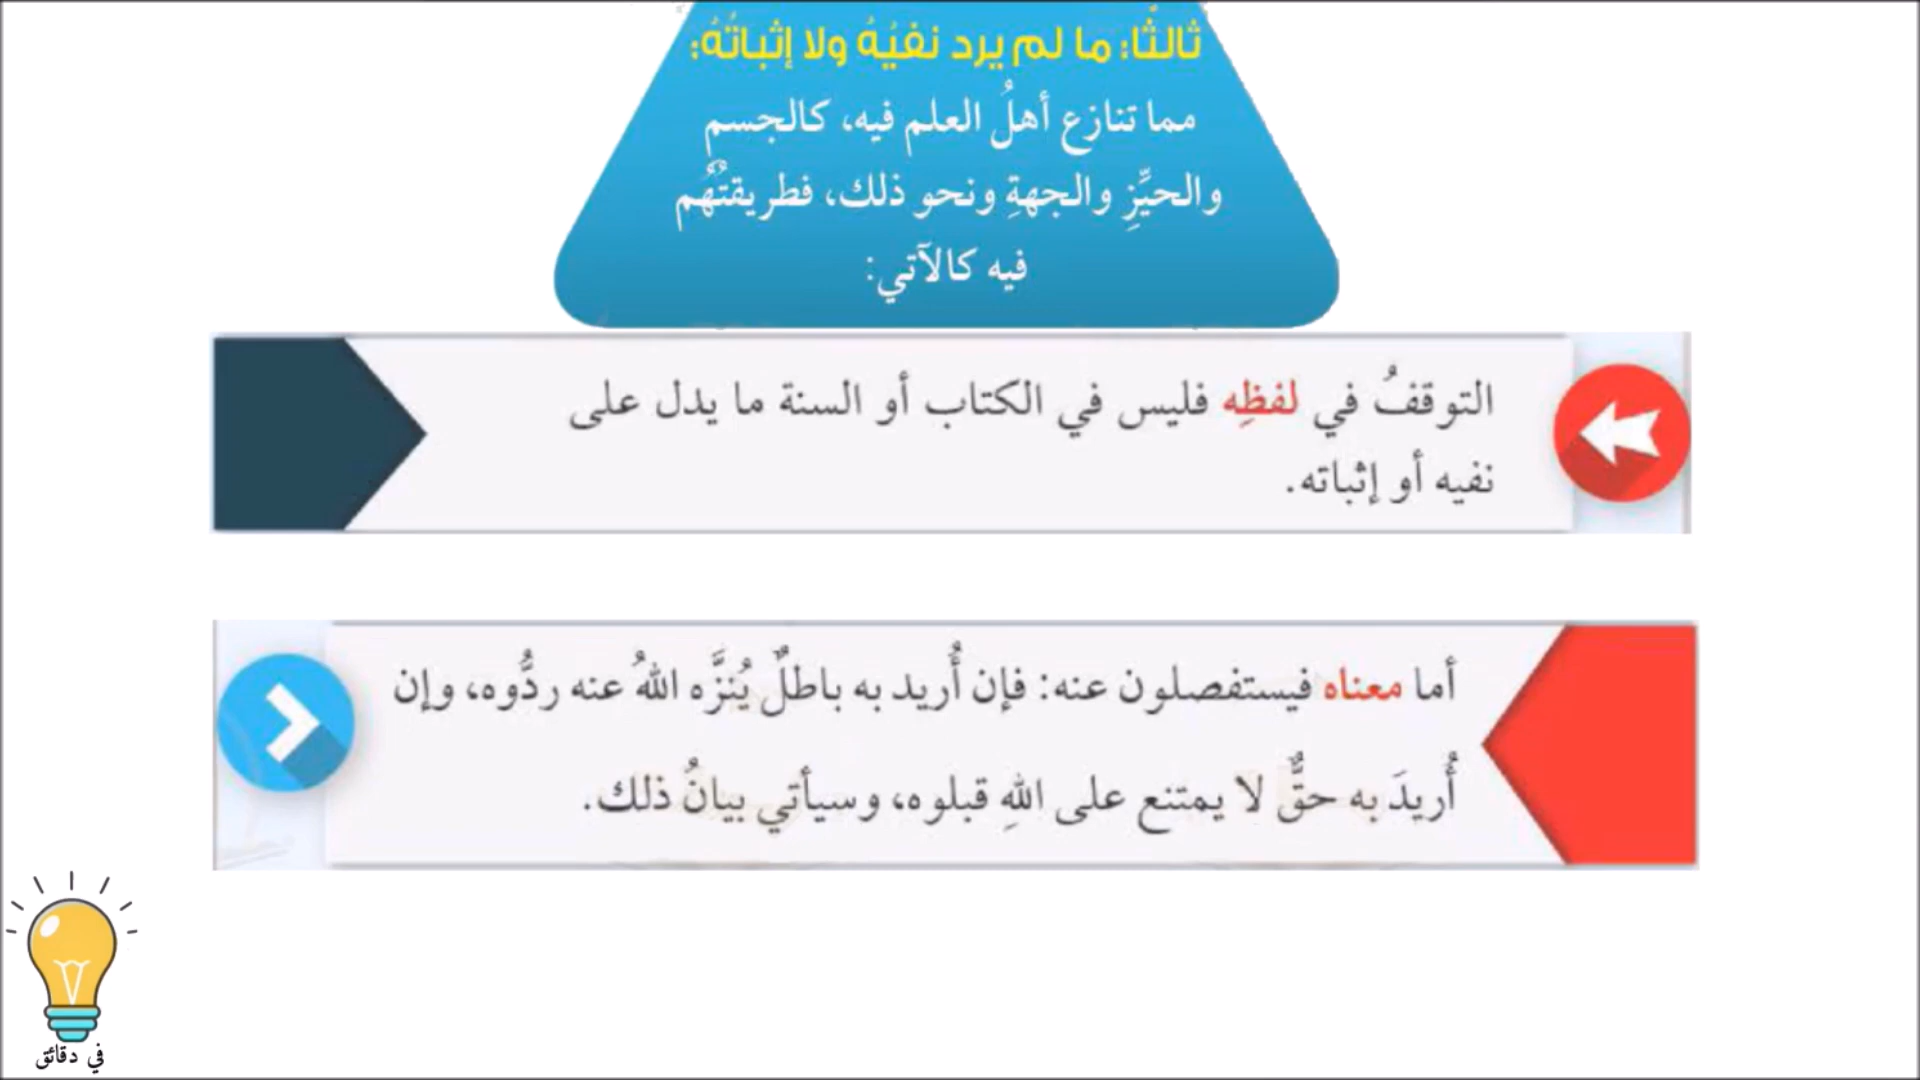 ثالثًا: ما لم يرد نفيُهُ ولا إثباتُهُ:
مما تنازع أهلُ العلم فيه، كالجسم
والحيِّزِ والجهةِ ونحو ذلك، فطريقتُهُم
فيه كالآتي:
التوقفُ في لفظِه فليس في الكتاب أو السنة ما يدل على
نفيه أو إثباته.
أما معناه فيستفصلون عنه: فإن أُريد به باطلٌ يُنزَّه اللهُ عنه ردُّوه، وإن
أُريدَ به حقٌّ لا يمتنع على اللهِ قبلوه، وسيأتي بيانُ ذلك.
في دقائق